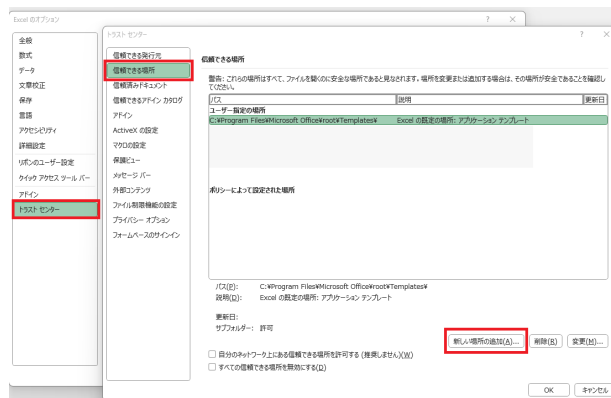 Excel のオプション
? ×
全般
数式
データ
文章校正
保存
言語
アクセシビリティ
詳細設定
リボンのユーザー設定
クイック アクセス ツール バー
アドイン
トラスト センター
トラスト センター
? ×
信頼できる発行元
信頼できる場所
信頼済みドキュメント
信頼できるアドイン カタログ
アドイン
ActiveX の設定
マクロの設定
保護ビュー
メッセージ バー
外部コンテンツ
ファイル制限機能の設定
プライバシー オプション
フォームベースのサインイン
信頼できる場所
警告: これらの場所はすべて、ファイルを開くのに安全な場所であると見なされます。場所を変更または追加する場合は、その場所が安全であることを確認し
てください。
パス 説明 更新日
ユーザー指定の場所
C:¥Program Files¥Microsoft Office¥root¥Templates¥ Excel の既定の場所: アプリケーション テンプレート
ポリシーによって設定された場所
パス(P): C:¥Program Files¥Microsoft Office¥root¥Templates¥
説明(D): Excel の既定の場所: アプリケーション テンプレート
更新日:
サブフォルダー: 許可
新しい場所の追加(A)... 削除(R) 変更(M)...
自分のネットワーク上にある信頼できる場所を許可する (推奨しません)(W)
すべての信頼できる場所を無効にする(D)
OK キャンセル